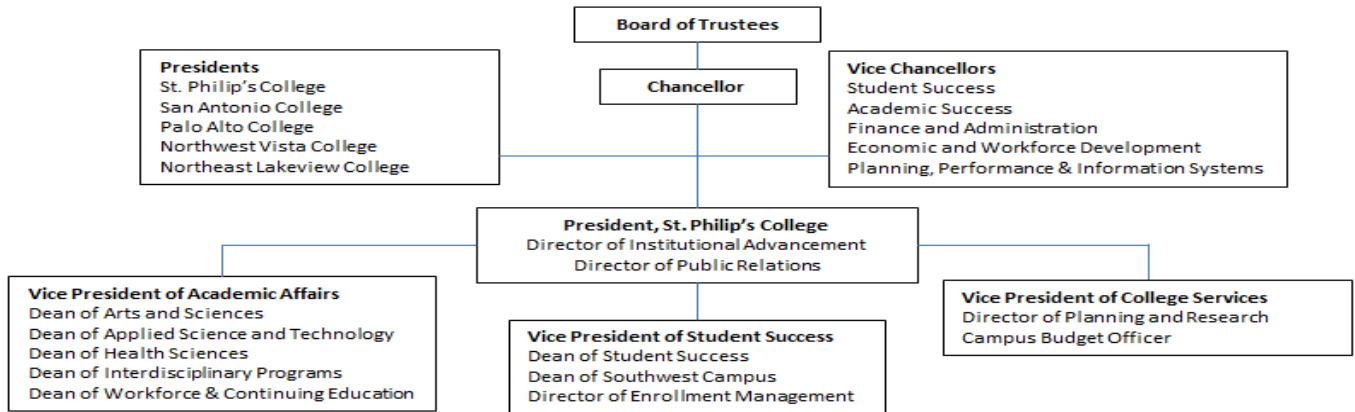 Board of Trustees
Presidents
St. Philip's College
San Antonio College
Palo Alto College
Northwest Vista College
Northeast Lakeview College
Chancellor
Vice Chancellors
Student Success
Academic Success
Finance and Administration
Economic and Workforce Development
Planning, Performance & Information Systems
President, St. Philip's College
Director of Institutional Advancement
Director of Public Relations
Vice President of Academic Affairs
Dean of Arts and Sciences
Dean of Applied Science and Technology
Dean of Health Sciences
Dean of Interdisciplinary Programs
Dean of Workforce & Continuing Education
Vice President of Student Success
Dean of Student Success
Dean of Southwest Campus
Director of Enrollment Management
Vice President of College Services
Director of Planning and Research
Campus Budget Officer